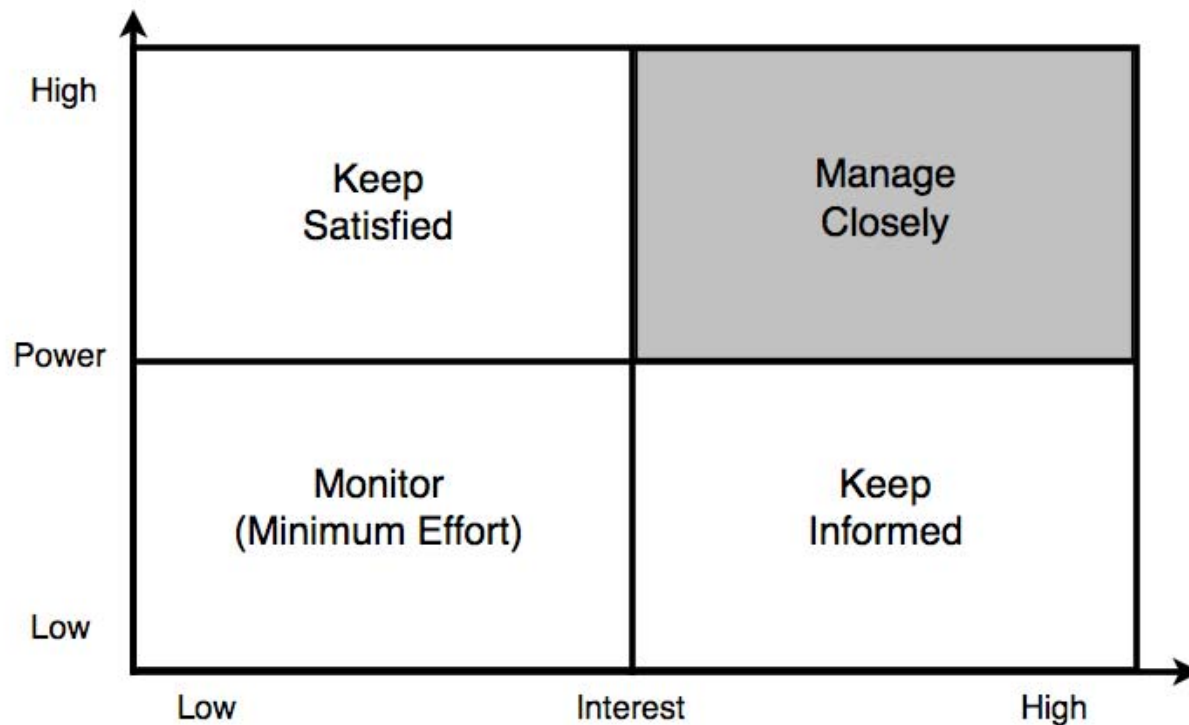 High
Keep
Satisfied
Manage
Closely
Power
Monitor
(Minimum Effort)
Keep
Informed
Low
Low
Interest
High